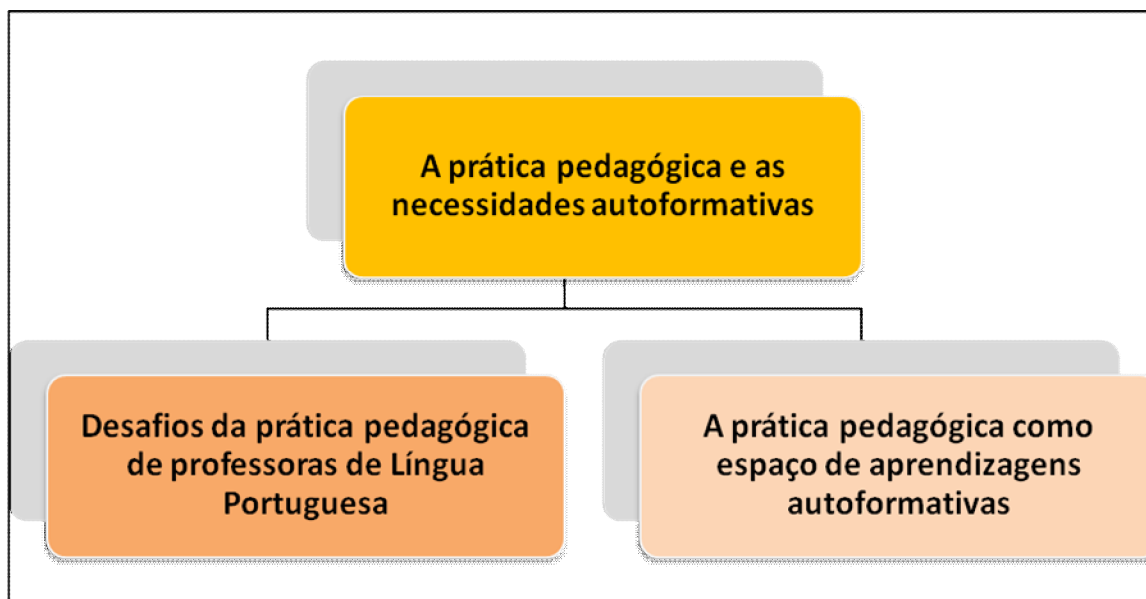 A prática pedagógica e as
necessidades autoformativas
Desafios da prática pedagógica
de professoras de Língua
Portuguesa
A prática pedagógica como
espaço de aprendizagens
autoformativas